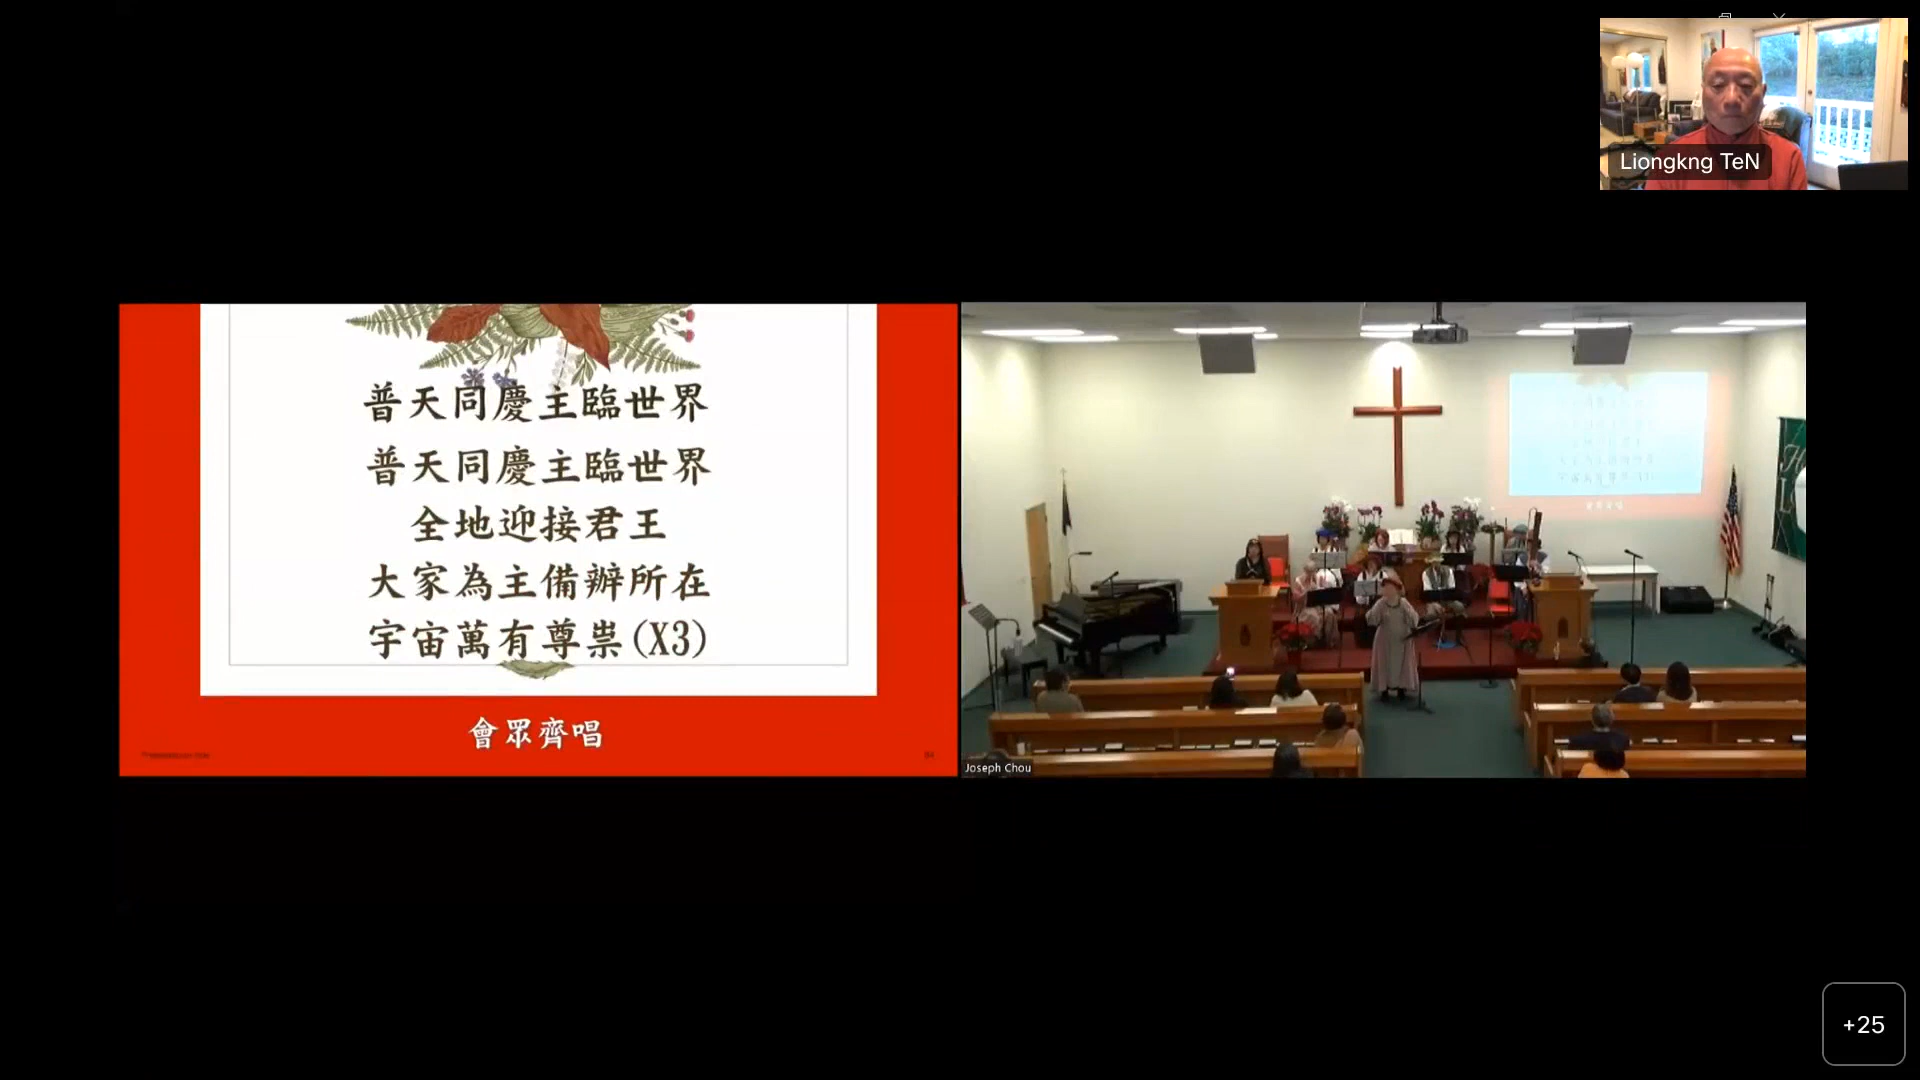 Liongkng TeN
普天同慶主臨世界
普天同慶主臨世界
全地迎接君王
大家為主備辦所在
宇宙萬有尊祟(X3)
會眾齊唱
Joseph Chou
+25